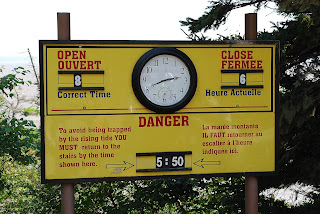 OPEN
OUVERT
8
Correct Time
CLOSE
FERMEE
6
Heure Actuelle
DANGER
To avoid being trapped
by the rising tide YOU
MUST return to the
stairs by the time
shown here.
La marée montante
IL FAUT retourner au
escalier à l'heure
indiquée ici.
5:50